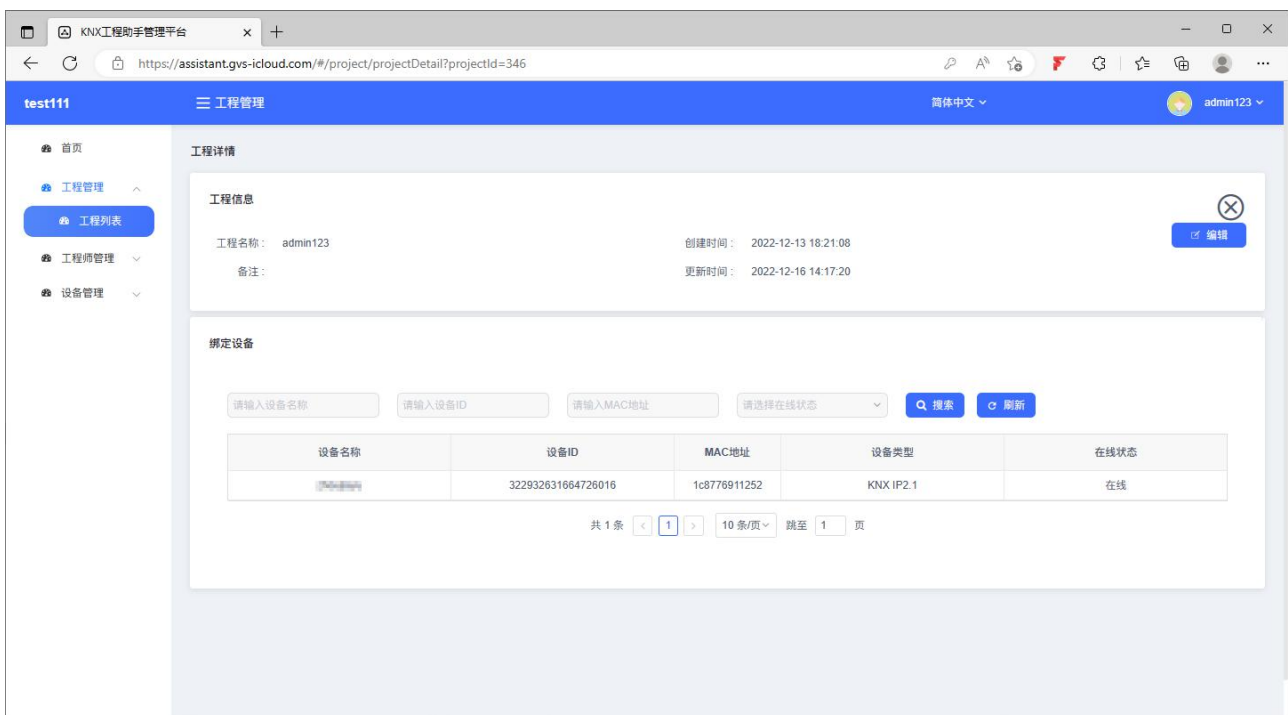 KNX工程助手管理平台
https://assistant.gvs-icloud.com/#/project/projectDetail?projectId=346
test111 工程管理 简体中文 admin123
首页
工程管理
工程列表
工程师管理
设备管理
工程详情
工程信息
编辑
工程名称： admin123 创建时间： 2022-12-13 18:21:08
备注： 更新时间： 2022-12-16 14:17:20
绑定设备
请输入设备名称 请输入设备ID 请输入MAC地址 请选择在线状态 搜索 刷新
设备名称 设备ID MAC地址 设备类型 在线状态
322932631664726016 1c8776911252 KNX IP2.1 在线
共 1 条 < 1 > 10 条/页 跳至 1 页